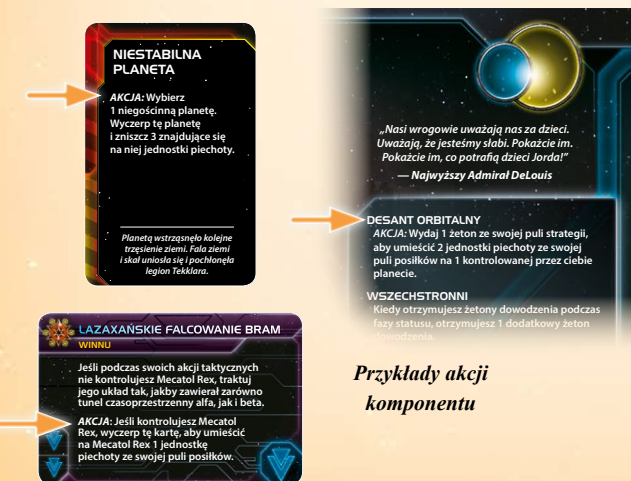 NIESTABILNA
PLANETA
AKCJA: Wybierz
1 niegościnną planetę.
Wyczerp tę planetę
i zniszcz 3 znajdujące się
na niej jednostki piechoty.
Planetą wstrząsnęło kolejne
trzęsienie ziemi. Fala ziemi
i skał uniosła się i pochłonęła
legion Tekklara.
„Nasi wrogowie uważają nas za dzieci.
Uważają, że jesteśmy słabi. Pokażcie im.
Pokażcie im, co potrafią dzieci Jorda!”
— Najwyższy Admirał DeLouis
DESANT ORBITALNY
AKCJA: Wydaj 1 żeton ze swojej puli strategii,
aby umieścić 2 jednostki piechoty ze swojej
puli posiłków na 1 kontrolowanej przez ciebie
planecie.
WSZECHSTRONNI
Kiedy otrzymujesz żetony dowodzenia podczas
fazy statusu, otrzymujesz 1 dodatkowy żeton
dowodzenia.
LAZAXAŃSKIE FALCOWANIE BRAM
WINNU
Jeśli podczas swoich akcji taktycznych
nie kontrolujesz Mecatol Rex, traktuj
jego układ tak, jakby zawierał zarówno
tunel czasoprzestrzenny alfa, jak i beta.
AKCJA: Jeśli kontrolujesz Mecatol
Rex, wyczerp tę kartę, aby umieścić
na Mecatol Rex 1 jednostkę
piechoty ze swojej puli posiłków.
Przykłady akcji
komponentu